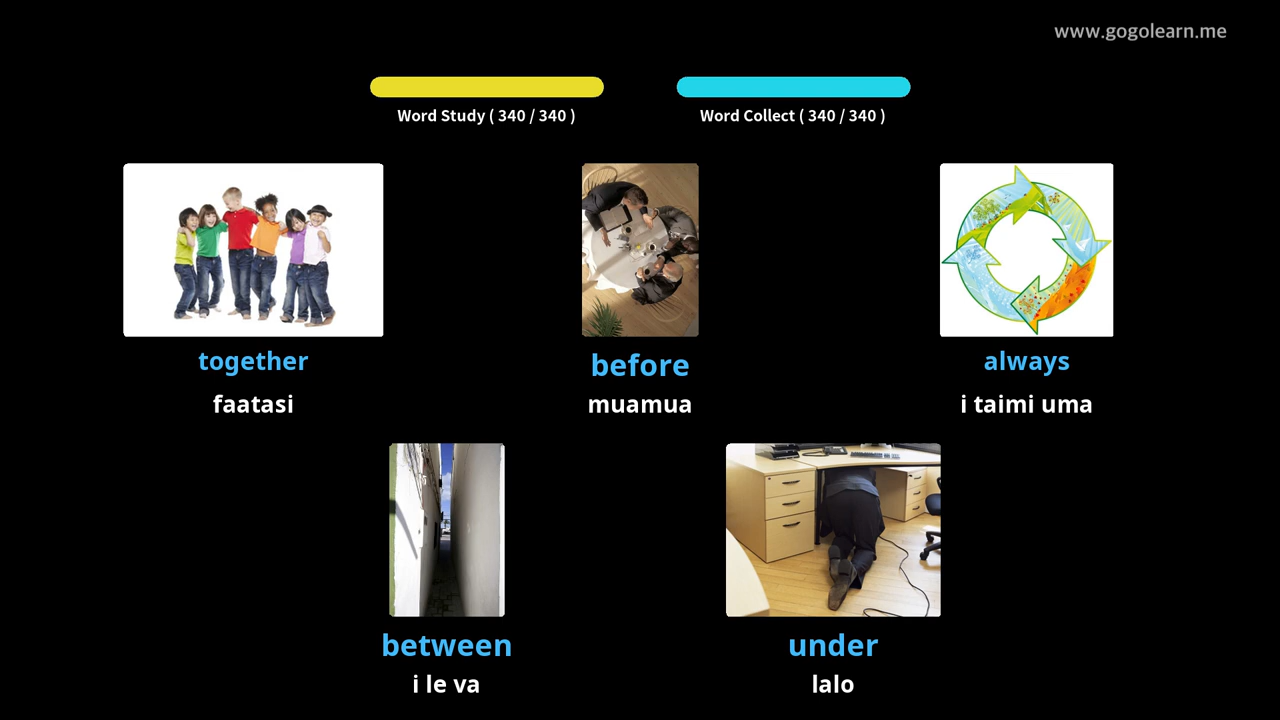 www.gogolearn.me
Word Study ( 340 / 340 )
Word Collect ( 340 / 340 )
together
before
always
faatasi
muamua
i taimi uma
between
under
i le va
lalo